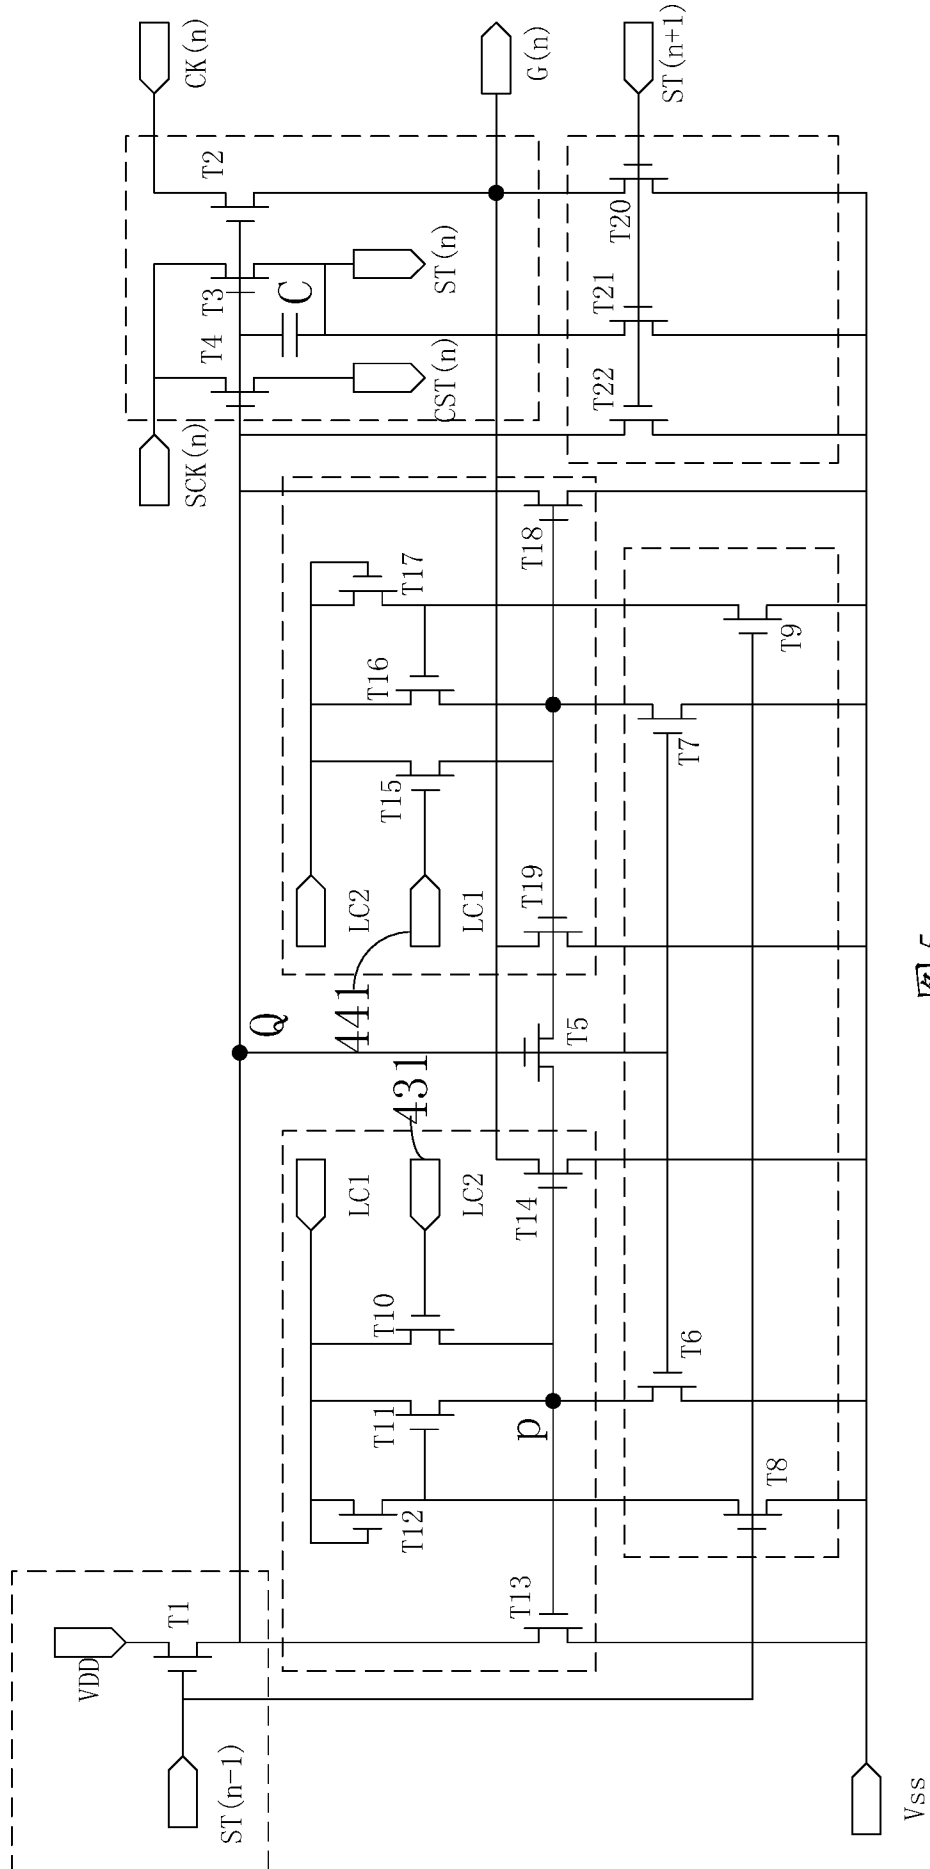 CK(n)
G(n)
ST(n+1)
T2
T3
T4
C
ST(n)
CST(n)
SCK(n)
T20
T21
T22
T18
T17
T16
T15
T19
T9
T7
LC2
LC1
441
Q
T5
431
LC1
LC2
T14
T10
T11
T12
p
T6
T8
T13
T1
VDD
ST(n-1)
Vss